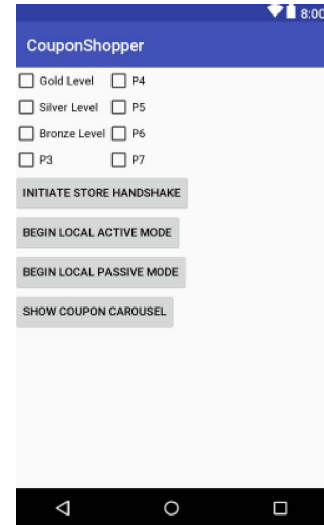 8:00
CouponShopper
Gold Level P4
Silver Level P5
Bronze Level P6
P3 P7
INITIATE STORE HANDSHAKE
BEGIN LOCAL ACTIVE MODE
BEGIN LOCAL PASSIVE MODE
SHOW COUPON CAROUSEL